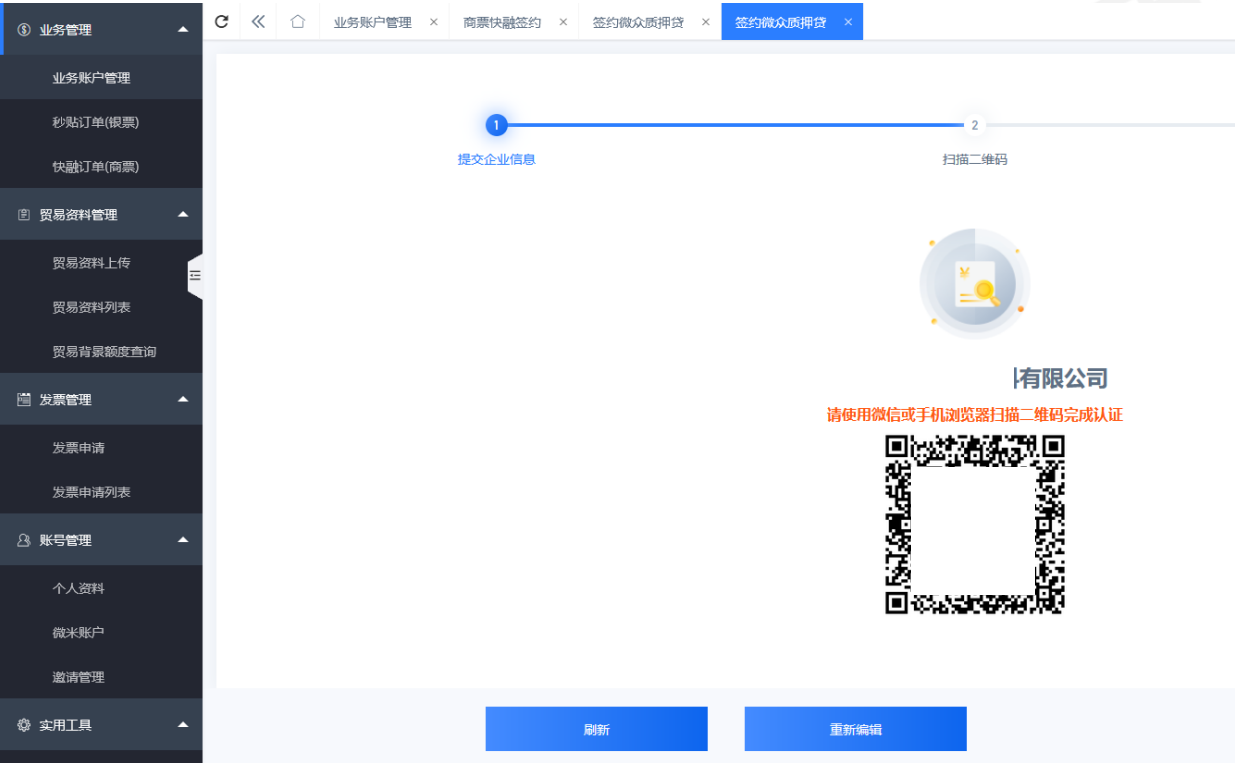 业务管理
业务账户管理
秒贴订单(银票)
快融订单(商票)
贸易资料管理
贸易资料上传
贸易资料列表
贸易背景额度查询
发票管理
发票申请
发票申请列表
账号管理
个人资料
微米账户
邀请管理
实用工具
业务账户管理 × 商票快融签约 × 签约微众质押贷 × 签约微众质押贷 ×
1 2
提交企业信息 扫描二维码
有限公司
请使用微信或手机浏览器扫描二维码完成认证
刷新 重新编辑